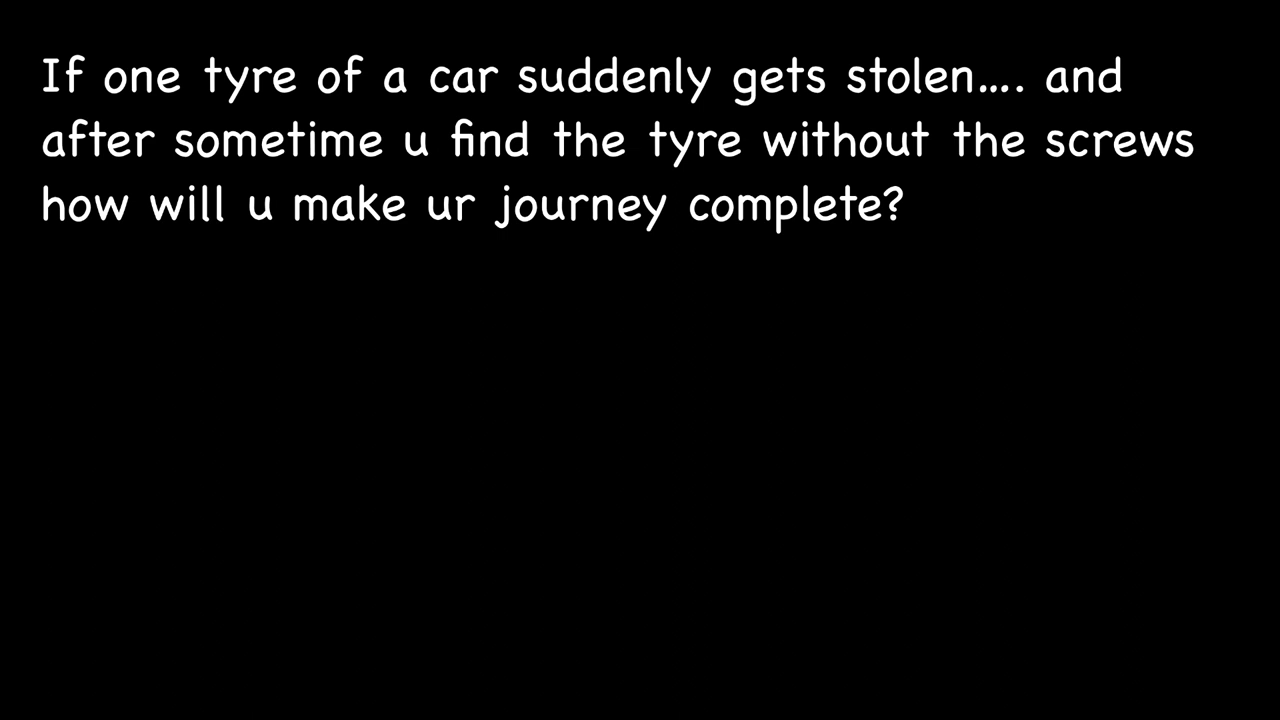 If one tyre of a car suddenly gets stolen.... and
after sometime u find the tyre without the screws
how will u make ur journey complete?